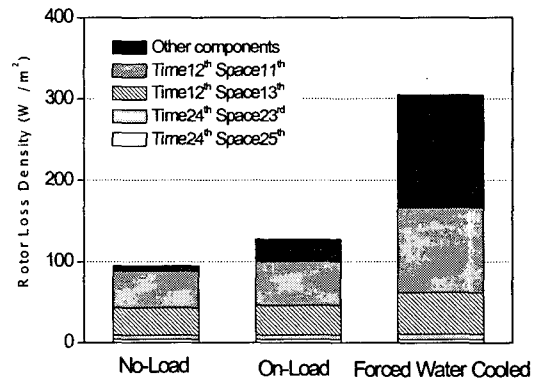 400
300
200
100
0
Rotor Loss Density (W / m²)
Other components
Time12th Space11th
Time12th Space13th
Time24th Space23rd
Time24th Space25th
No-Load
On-Load
Forced Water Cooled